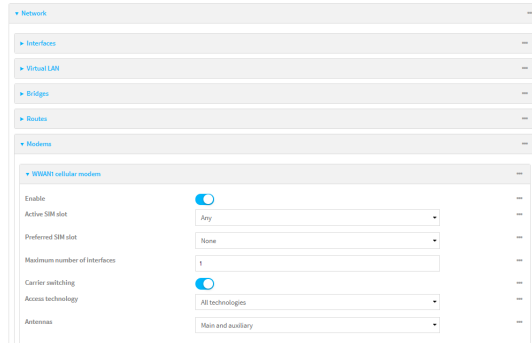 Network
Interfaces
Virtual LAN
Bridges
Routes
Modems
WWAN1 cellular modem
Enable
Active SIM slot
Any
Preferred SIM slot
None
Maximum number of interfaces
1
Carrier switching
Access technology
All technologies
Antennas
Main and auxiliary